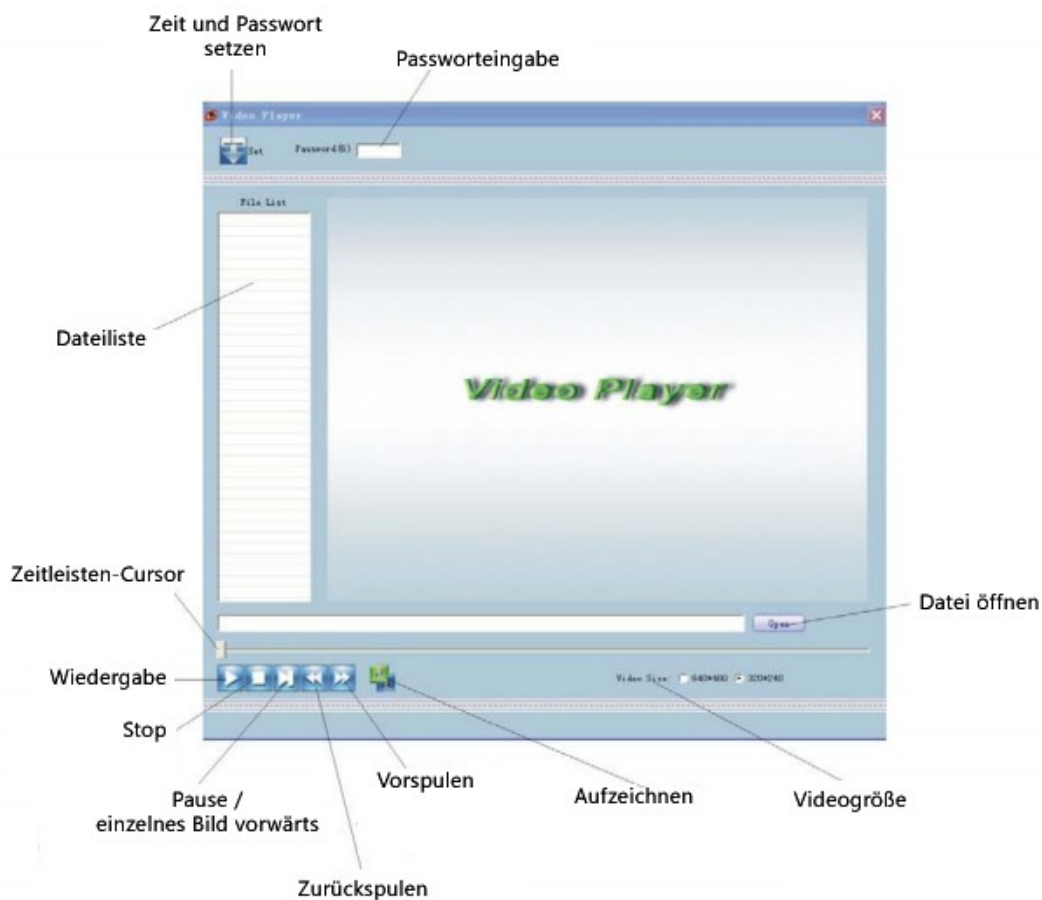 Zeit und Passwort
setzen
Passworteingabe
Video Player
Set
Password(6)
File List
Dateiliste
Video Player
Zeitleisten-Cursor
Datei öffnen
Open
Wiedergabe
Video Size: 640*480 320*240
Stop
Vorspulen
Aufzeichnen
Videogröße
Pause /
einzelnes Bild vorwärts
Zurückspulen